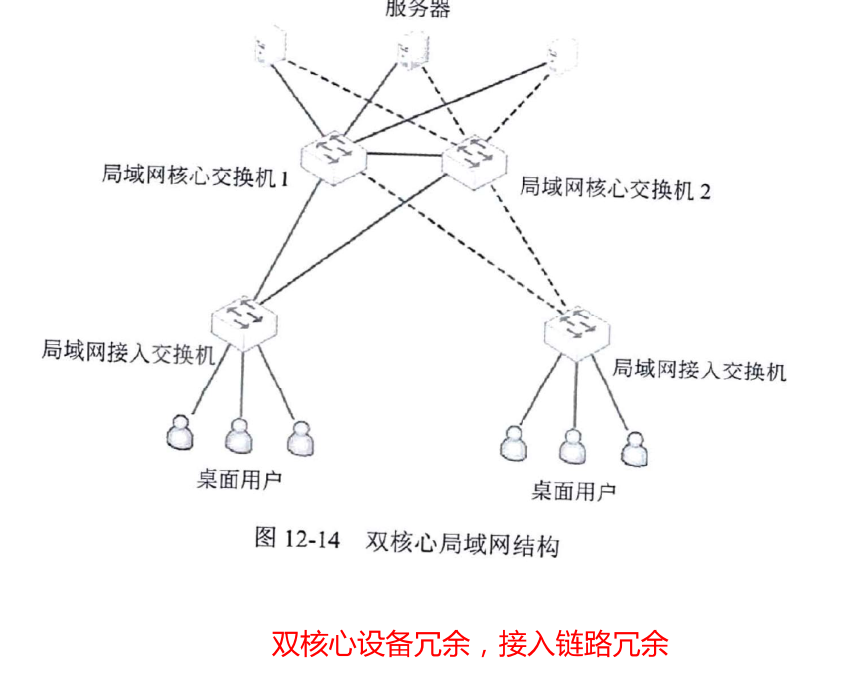 服务器
局域网核心交换机1
局域网核心交换机2
局域网接入交换机
局域网接入交换机
桌面用户
桌面用户
图 12-14 双核心局域网结构
双核心设备冗余，接入链路冗余